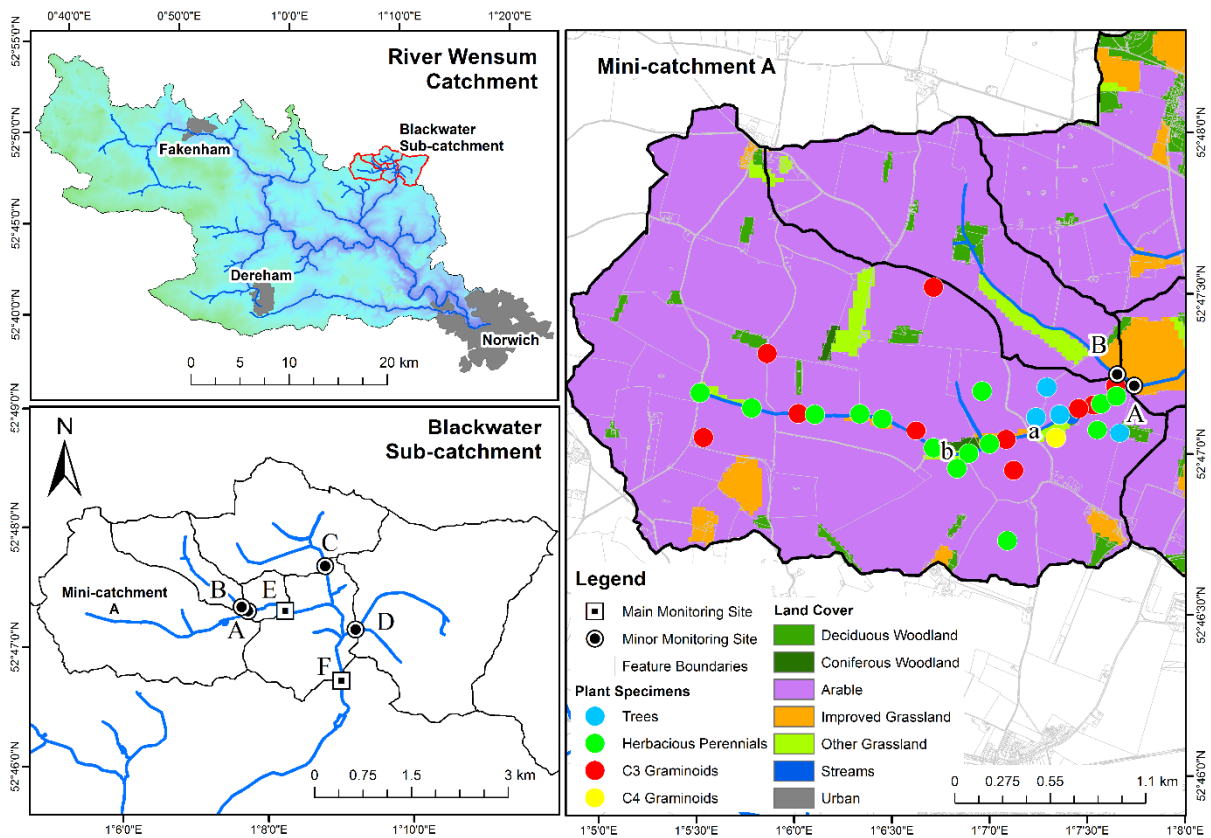 0°40'0"E
0°50'0"E
1°0'0"E
1°10'0"E
1°20'0"E
52°55'0"N
52°50'0"N
52°45'0"N
52°40'0"N
River Wensum
Catchment
Blackwater
Sub-catchment
Fakenham
Dereham
Norwich
0
5
10
20 km
52°49'0"N
52°48'0"N
52°47'0"N
52°46'0"N
N
Blackwater
Sub-catchment
Mini-catchment
A
B
A
E
C
D
F
0
0.75
1.5
3 km
1°6'0"E
1°8'0"E
1°10'0"E
Mini-catchment A
B
A
a
b
52°48'0"N
52°47'30"N
52°47'0"N
52°46'30"N
52°46'0"N
Legend
Main Monitoring Site
Minor Monitoring Site
Feature Boundaries
Plant Specimens
Trees
Herbacious Perennials
C3 Graminoids
C4 Graminoids
Land Cover
Deciduous Woodland
Coniferous Woodland
Arable
Improved Grassland
Other Grassland
Streams
Urban
0
0.275
0.55
1.1 km
1°5'0"E
1°5'30"E
1°6'0"E
1°6'30"E
1°7'0"E
1°7'30"E
1°8'0"E